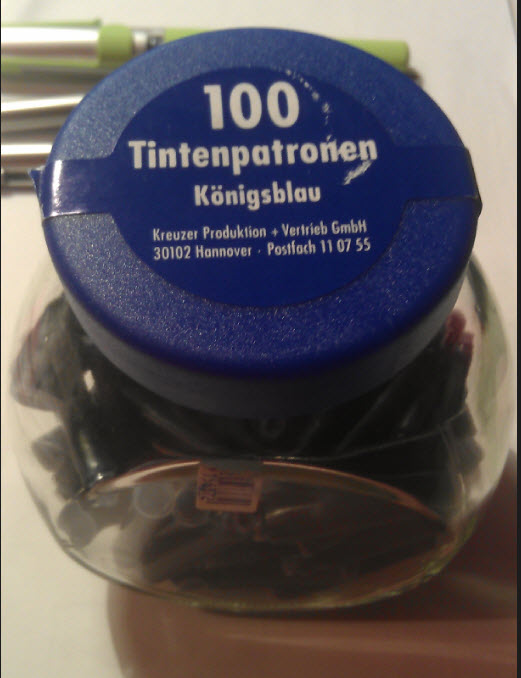 100
Tintenpatronen
Königsblau
Kreuzer Produktion + Vertrieb GmbH
30102 Hannover · Postfach 11 07 55